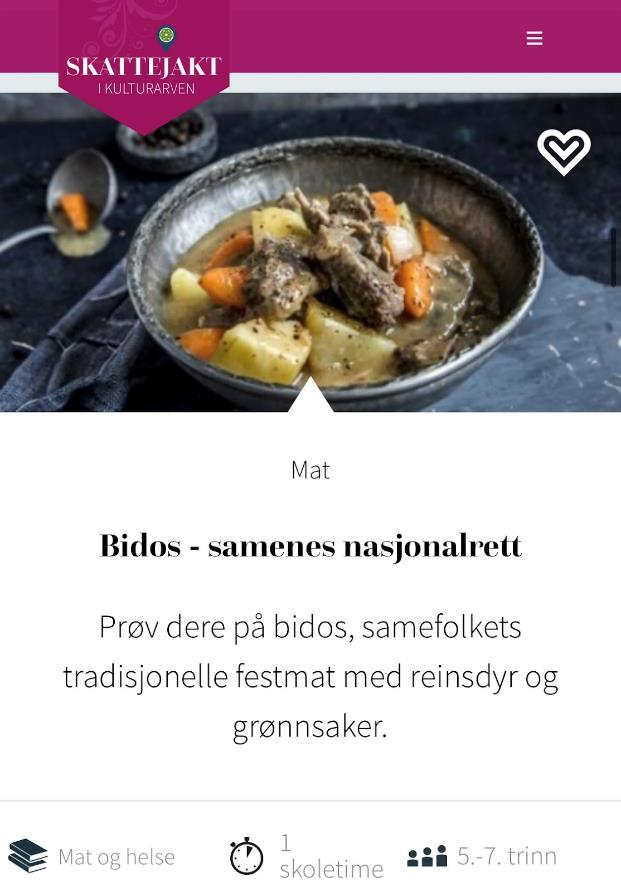 SKATTEJAKT
I KULTURARVEN
Mat
Bidos - samenes nasjonalrett
Prøv dere på bidos, samefolkets
tradisjonelle festmat med reinsdyr og
grønnsaker.
Mat og helse
1
skoletime
5.-7. trinn